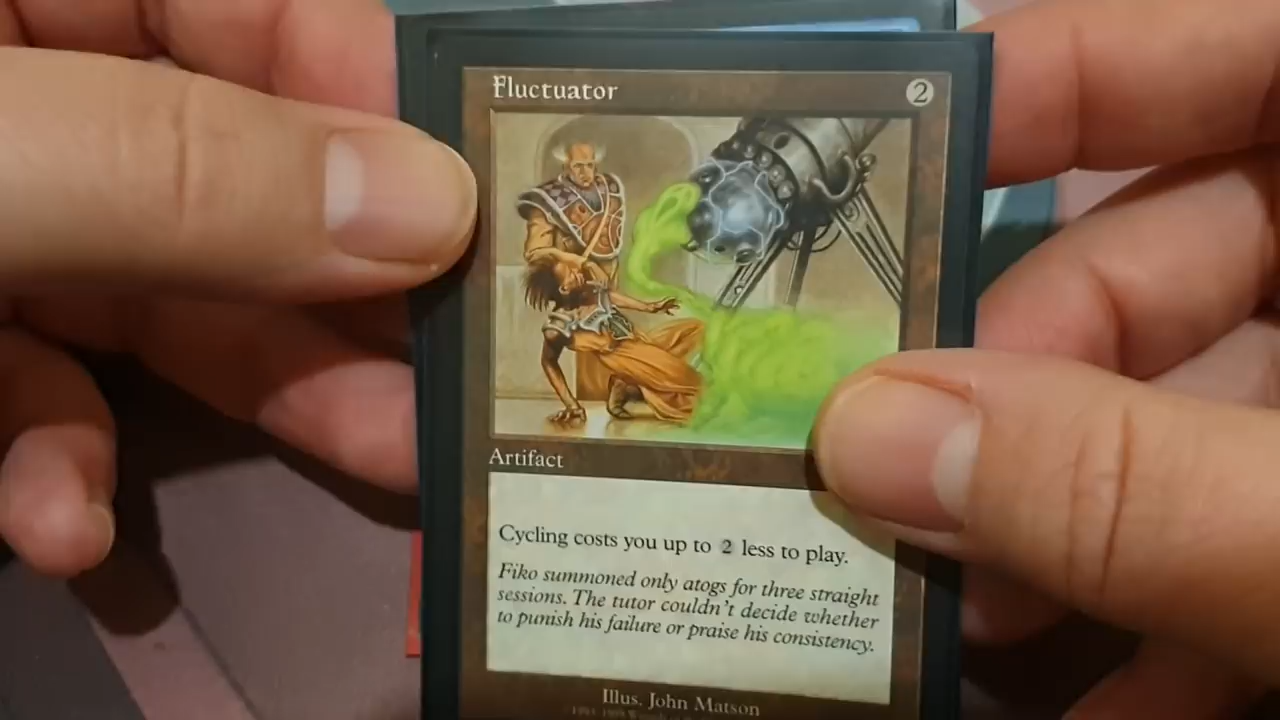 Fluctuator 2
Artifact
Cycling costs you up to 2 less to play.
Fiko summoned only atogs for three straight
sessions. The tutor couldn't decide whether
to punish his failure or praise his consistency.
Illus. John Matson